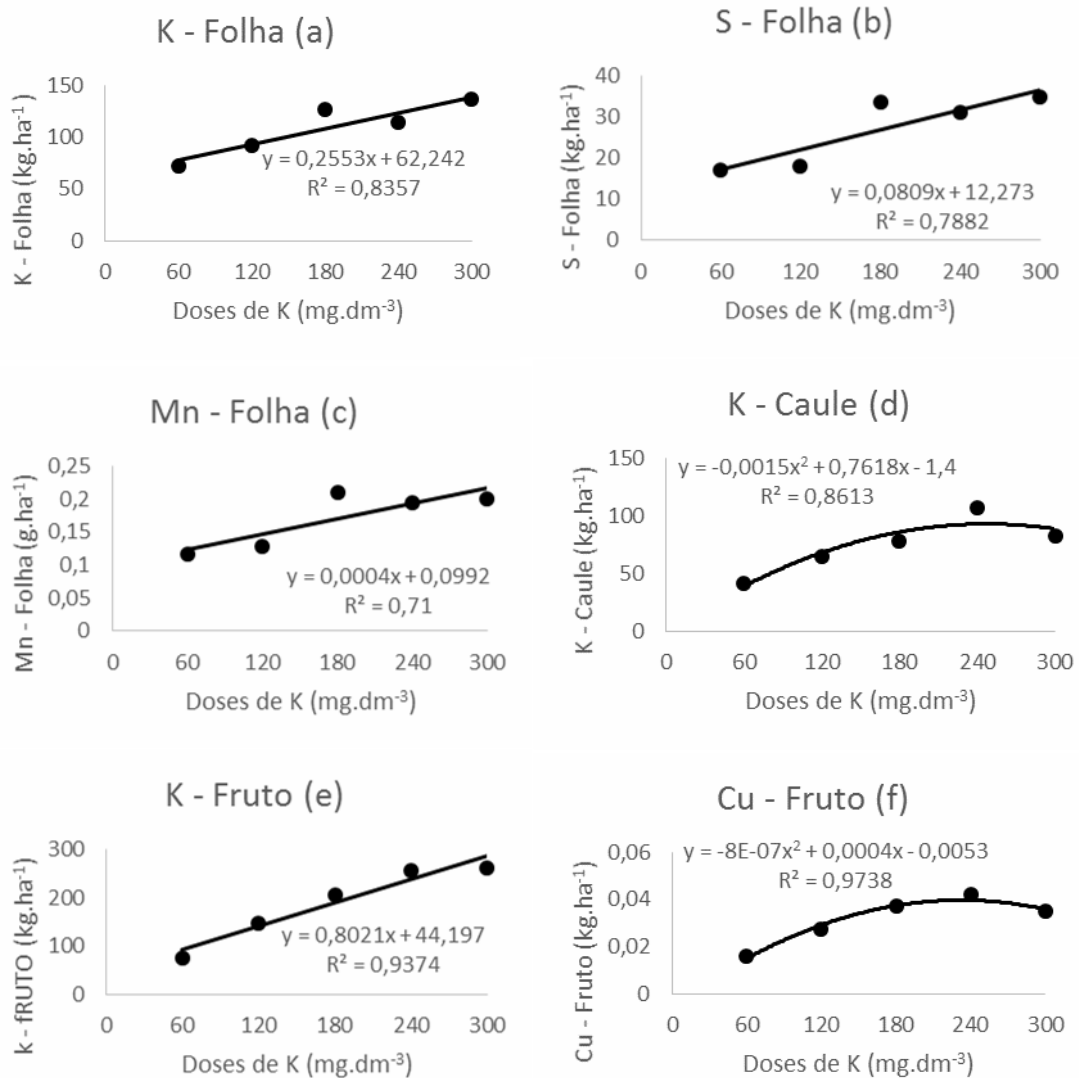 K - Folha (a)
K - Folha (kg.ha⁻¹)
150
100
50
0
y = 0,2553x + 62,242
R² = 0,8357
0 60 120 180 240 300
Doses de K (mg.dm⁻³)
S - Folha (b)
S - Folha (kg.ha⁻¹)
40
30
20
10
0
y = 0,0809x + 12,273
R² = 0,7882
0 60 120 180 240 300
Doses de K (mg.dm⁻³)
Mn - Folha (c)
Mn - Folha (g.ha⁻¹)
0,25
0,2
0,15
0,1
0,05
0
y = 0,0004x + 0,0992
R² = 0,71
0 60 120 180 240 300
Doses de K (mg.dm⁻³)
K - Caule (d)
K - Caule (kg.ha⁻¹)
150
100
50
0
y = -0,0015x² + 0,7618x - 1,4
R² = 0,8613
0 60 120 180 240 300
Doses de K (mg.dm⁻³)
K - Fruto (e)
k - fRUTO (kg.ha⁻¹)
300
200
100
0
y = 0,8021x + 44,197
R² = 0,9374
0 60 120 180 240 300
Doses de K (mg.dm⁻³)
Cu - Fruto (f)
Cu - Fruto (kg.ha⁻¹)
0,06
0,04
0,02
0
y = -8E-07x² + 0,0004x - 0,0053
R² = 0,9738
0 60 120 180 240 300
Doses de K (mg.dm⁻³)